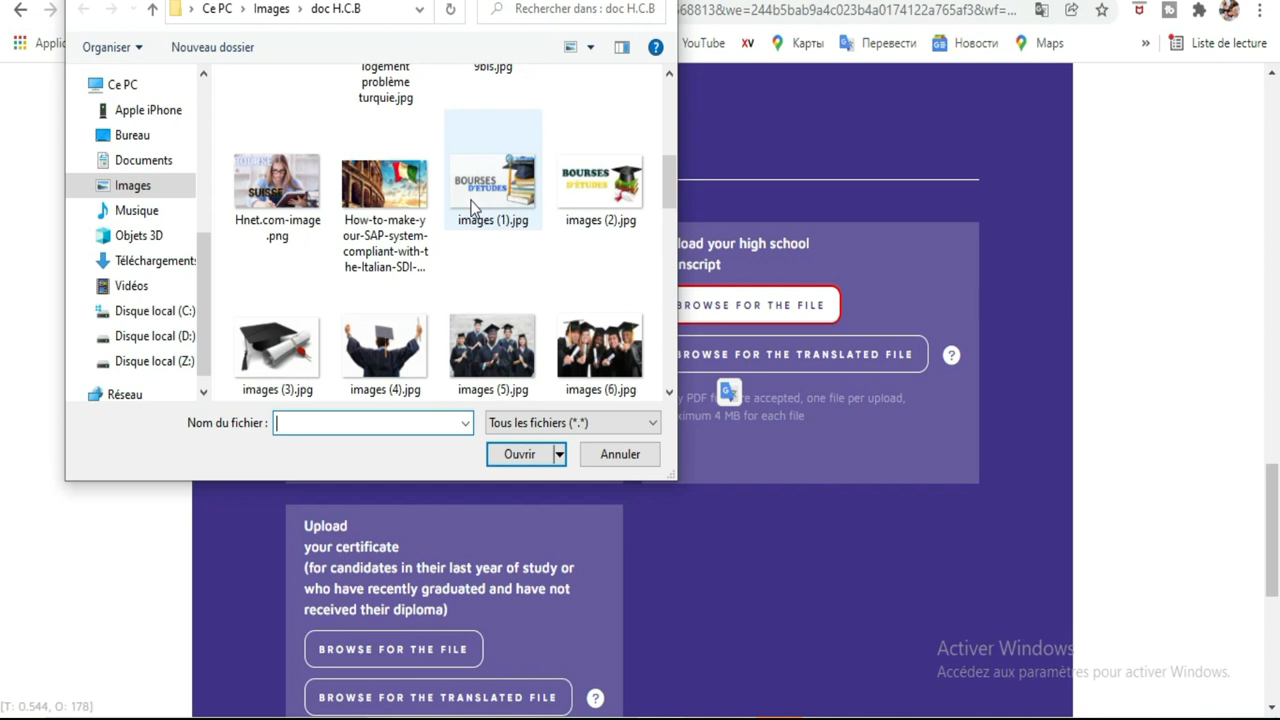 Ce PC › Images › doc H.C.B
Rechercher dans : doc H.C.B
68813&we=244b5bab9a4c023b4a0174122a765af3&wf=...
Organiser
Nouveau dossier
Applic
YouTube
XV
Карты
Перевести
Новости
Maps
»
Liste de lecture
Ce PC
Apple iPhone
Bureau
Documents
Images
Musique
Objets 3D
Téléchargements
Vidéos
Disque local (C:)
Disque local (D:)
Disque local (Z:)
Réseau
logement
problème
turquie.jpg
9bis.jpg
SUISSE
BOURSES
D'ETUDES
BOURSES
D'ÉTUDES
Hnet.com-image
.png
How-to-make-y
our-SAP-system-
compliant-with-t
he-Italian-SDI-...
images (1).jpg
images (2).jpg
images (3).jpg
images (4).jpg
images (5).jpg
images (6).jpg
Nom du fichier :
Tous les fichiers (*.*)
Ouvrir
Annuler
load your high school
nscript
BROWSE FOR THE FILE
BROWSE FOR THE TRANSLATED FILE
?
y PDF f re accepted, one file per upload,
ximum 4 MB for each file
Upload
your certificate
(for candidates in their last year of study or
who have recently graduated and have not
received their diploma)
BROWSE FOR THE FILE
BROWSE FOR THE TRANSLATED FILE
?
Activer Windows
Accédez aux paramètres pour activer Windows.
[T: 0.544, O: 178]